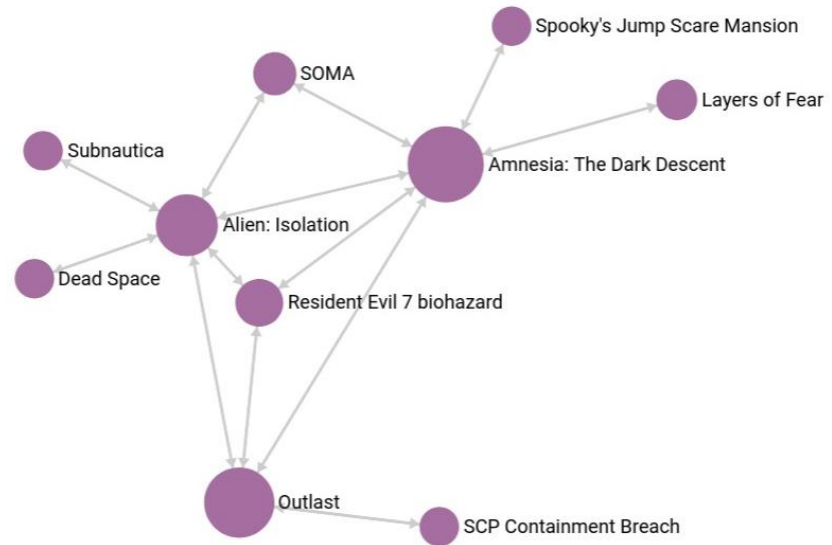 Spooky's Jump Scare Mansion
SOMA
Layers of Fear
Subnautica
Amnesia: The Dark Descent
Alien: Isolation
Dead Space
Resident Evil 7 biohazard
Outlast
SCP Containment Breach